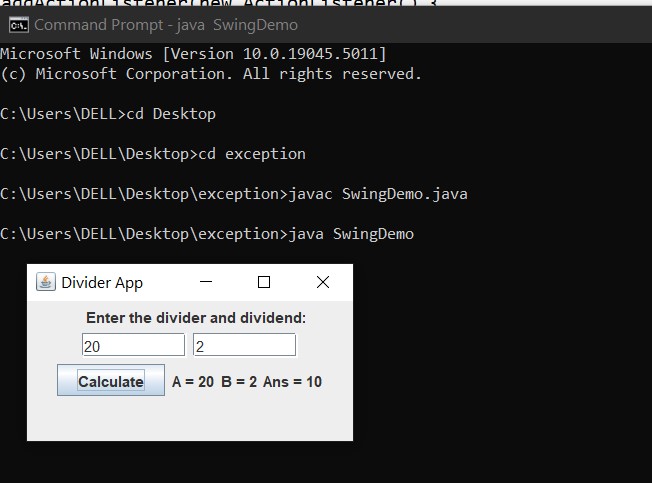 addActionListener(new ActionListener() {
Command Prompt - java  SwingDemo
Microsoft Windows [Version 10.0.19045.5011]
(c) Microsoft Corporation. All rights reserved.
C:\Users\DELL>cd Desktop
C:\Users\DELL\Desktop>cd exception
C:\Users\DELL\Desktop\exception>javac SwingDemo.java
C:\Users\DELL\Desktop\exception>java SwingDemo
Divider App
Enter the divider and dividend:
20 2
Calculate A = 20 B = 2 Ans = 10